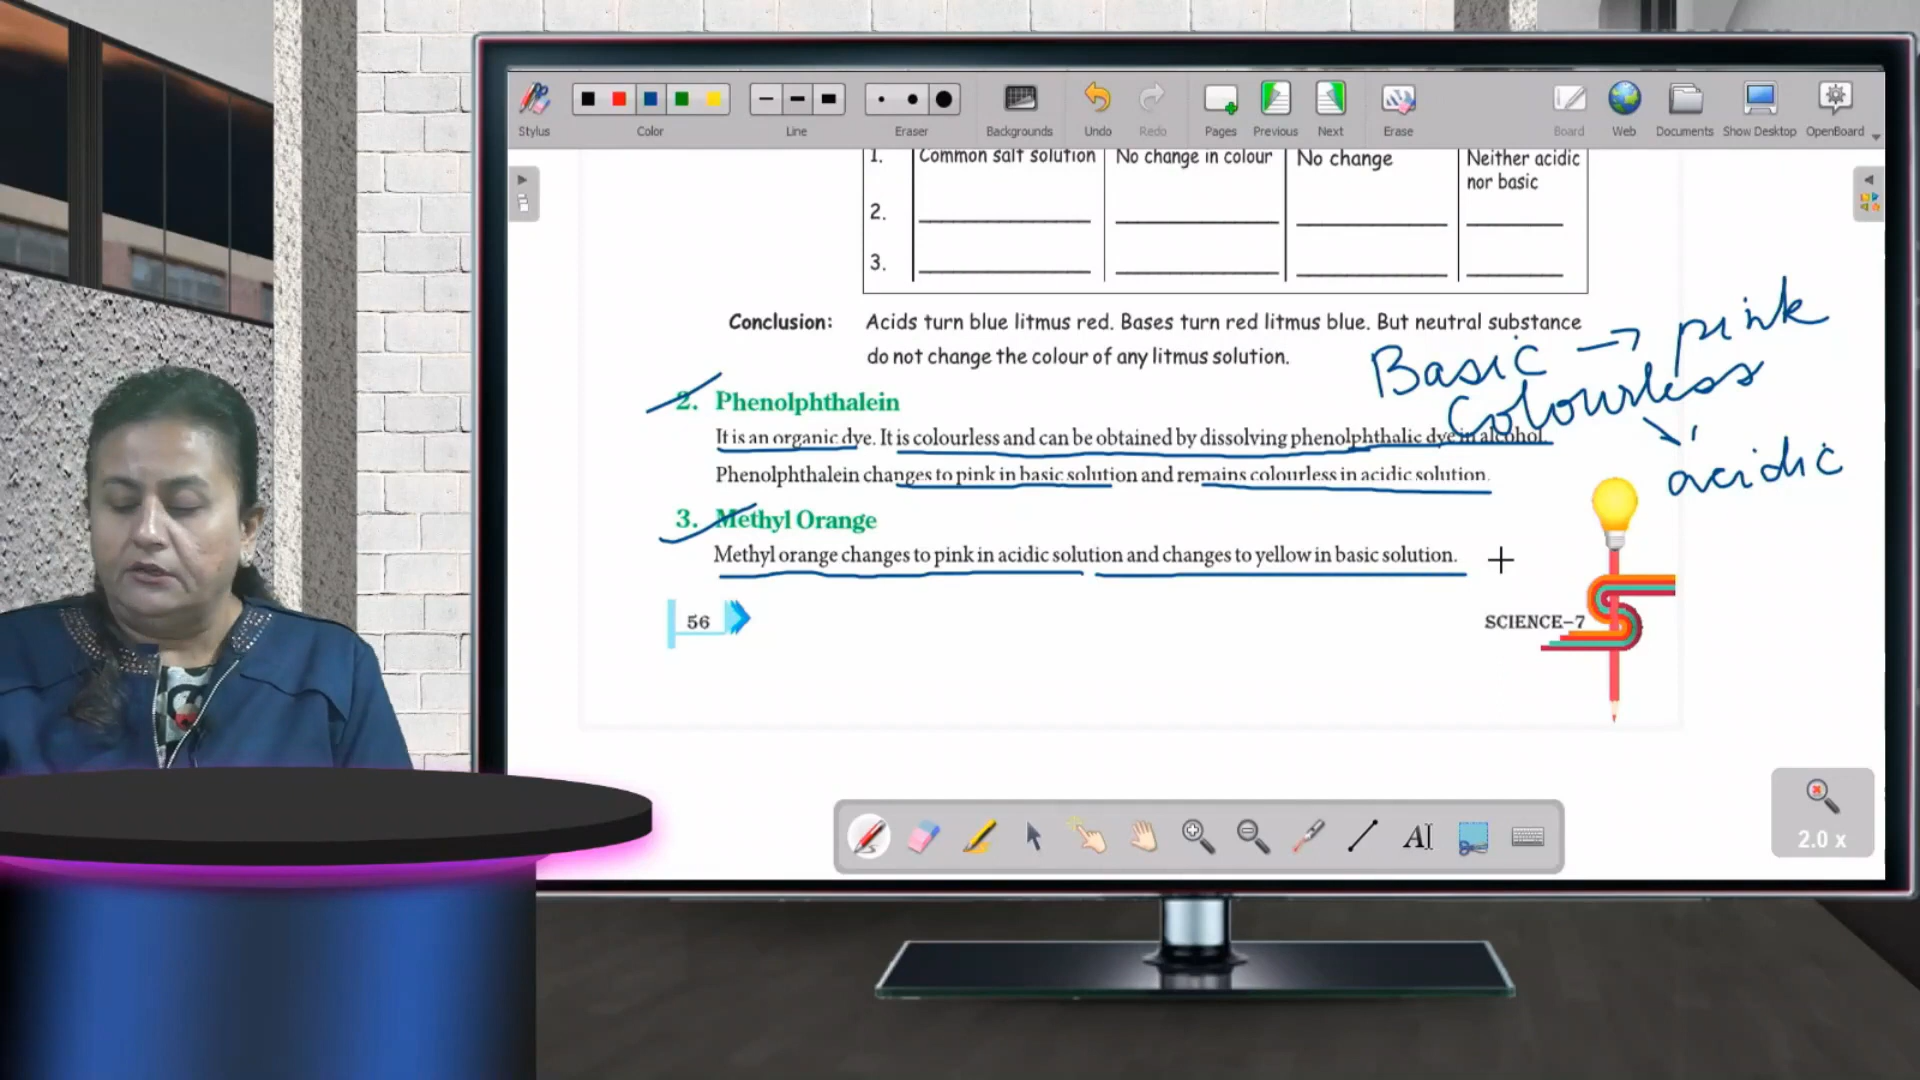 Stylus Color Line Eraser Backgrounds Undo Redo Pages Previous Next Erase Board Web Documents Show Desktop OpenBoard
1. Common salt solution No change in colour No change Neither acidic
nor basic
2.
3.
Conclusion: Acids turn blue litmus red. Bases turn red litmus blue. But neutral substance
do not change the colour of any litmus solution.
Basic → pink
Colourless
acidic
2. Phenolphthalein
It is an organic dye. It is colourless and can be obtained by dissolving phenolphthalic dye in alcohol.
Phenolphthalein changes to pink in basic solution and remains colourless in acidic solution.
3. Methyl Orange
Methyl orange changes to pink in acidic solution and changes to yellow in basic solution.
56 SCIENCE–7
2.0 x